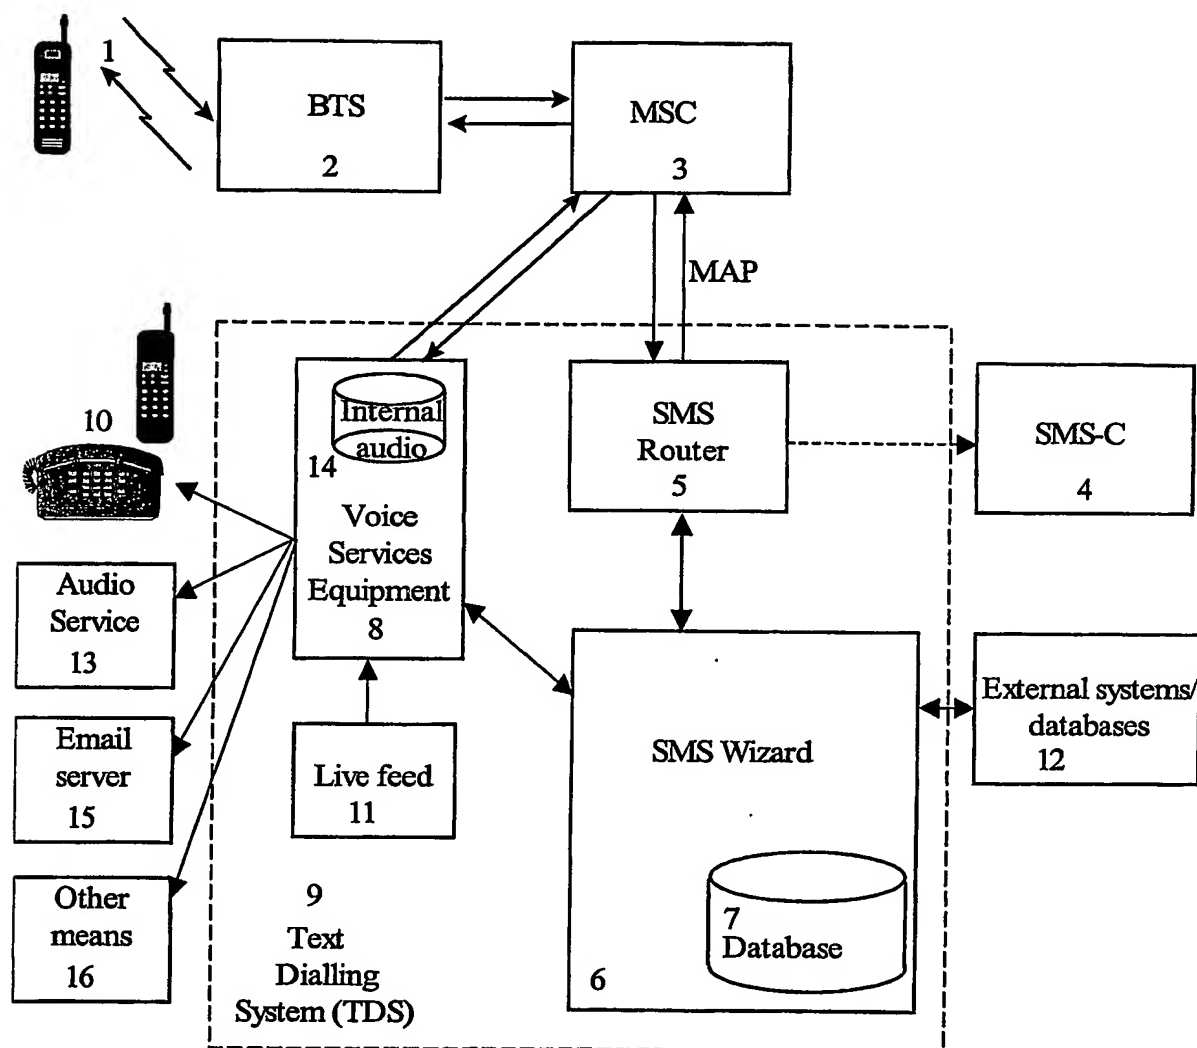 1
BTS
2
MSC
3
MAP
10
Internal
audio
14
Voice
Services
Equipment
8
SMS
Router
5
SMS-C
4
Audio
Service
13
Email
server
15
Other
means
16
Live feed
11
SMS Wizard
External systems/
databases
12
7
Database
6
9
Text
Dialling
System (TDS)